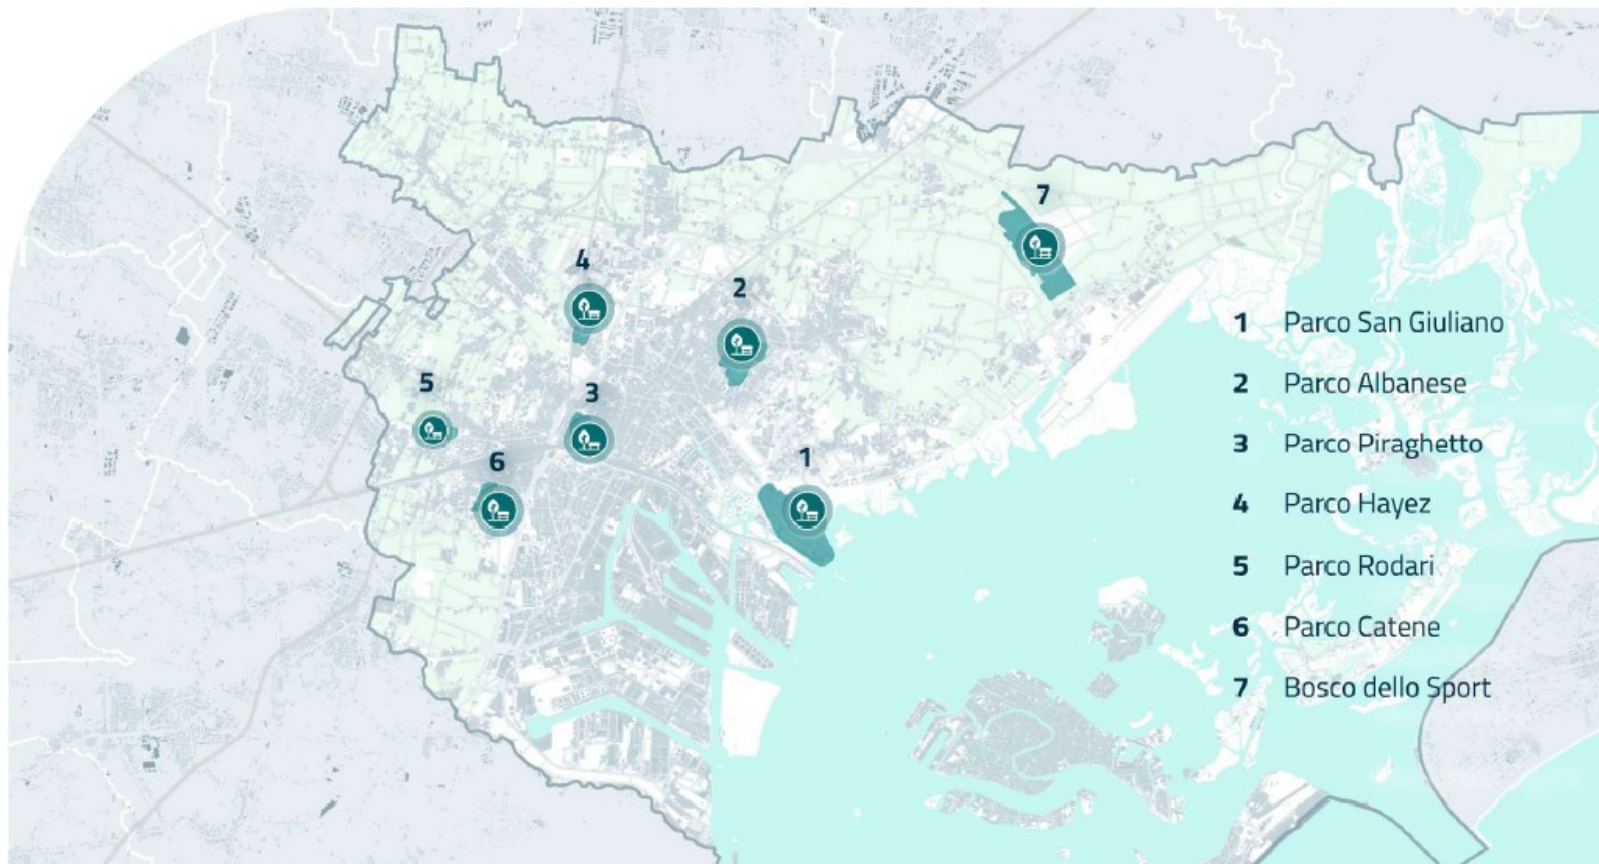 7
4
2
5
3
6
1
1 Parco San Giuliano
2 Parco Albanese
3 Parco Piraghetto
4 Parco Hayez
5 Parco Rodari
6 Parco Catene
7 Bosco dello Sport